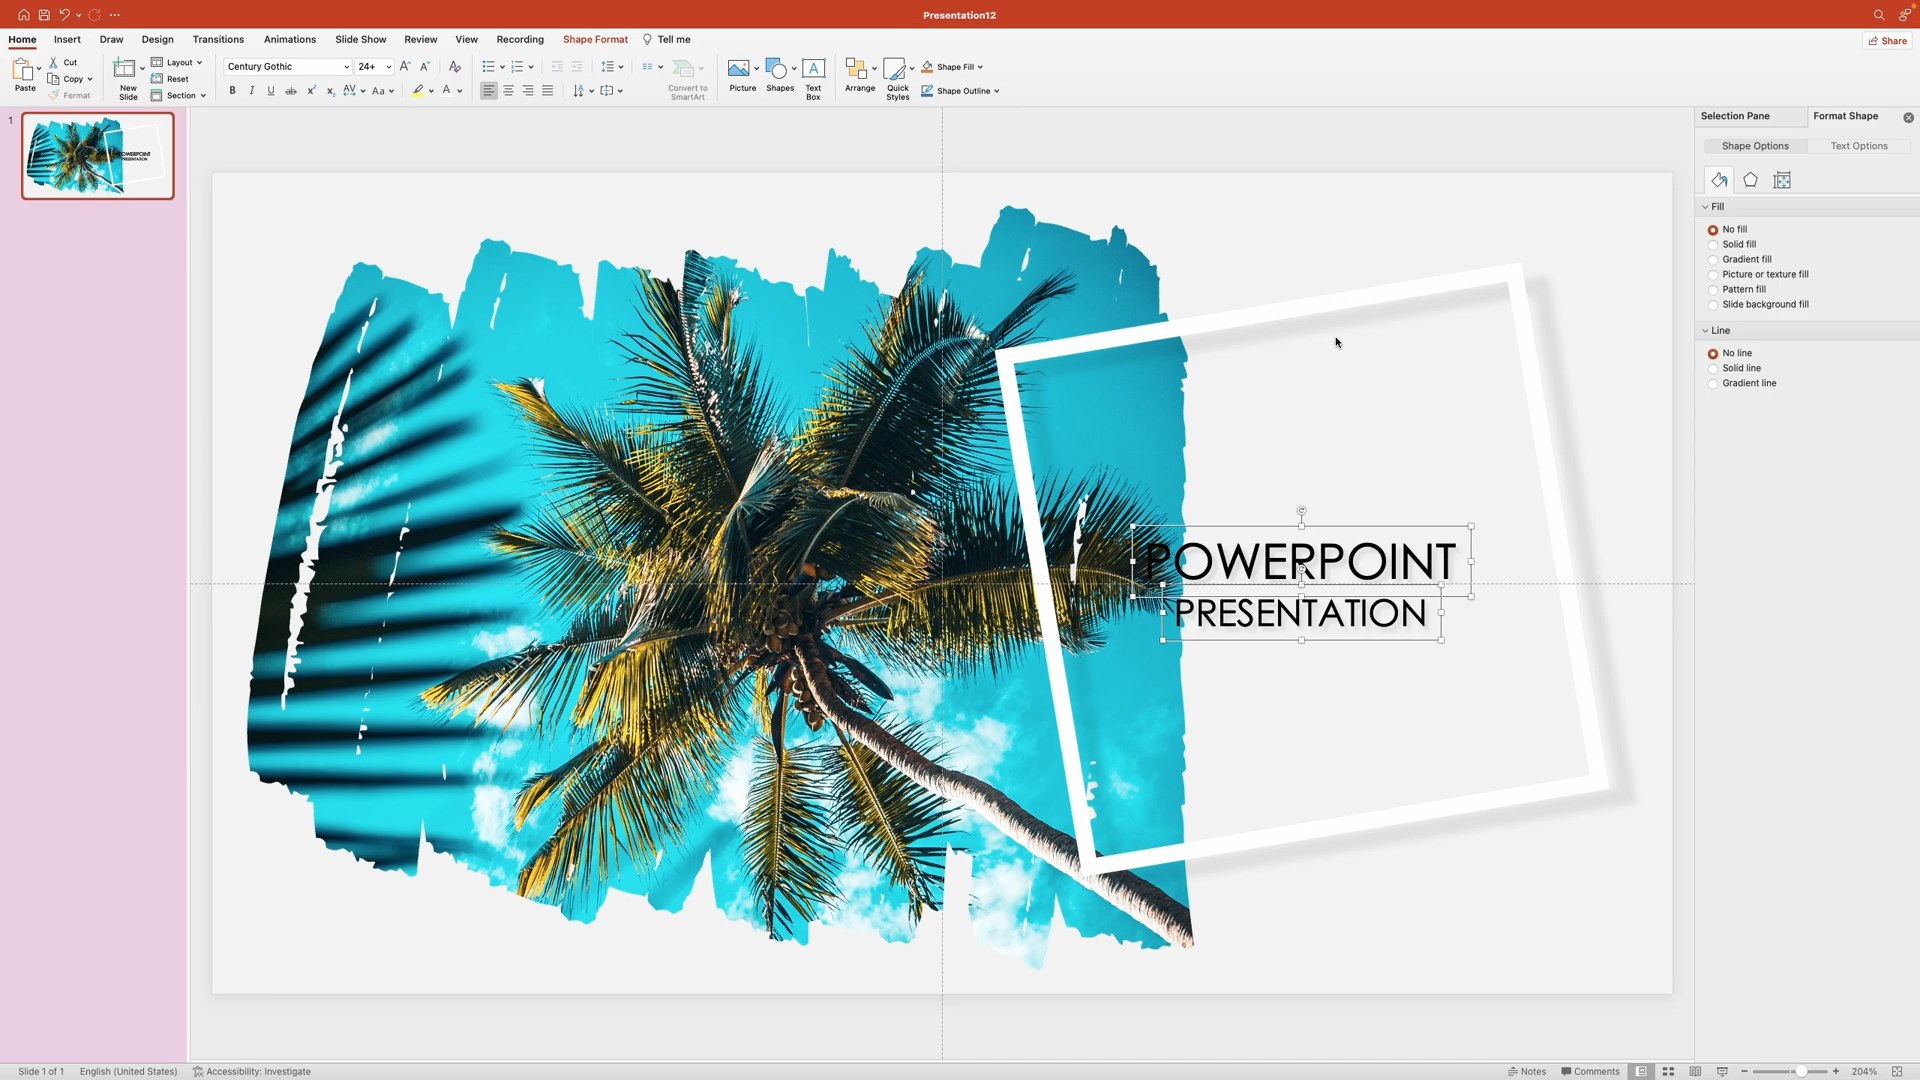 Presentation12
Home Insert Draw Design Transitions Animations Slide Show Review View Recording Shape Format Tell me
Share
Paste
Cut
Copy
Format
New Slide
Layout
Reset
Section
Century Gothic
24+
Convert to SmartArt
Picture
Shapes
Text Box
Arrange
Quick Styles
Shape Fill
Shape Outline
1
POWERPOINT
PRESENTATION
POWERPOINT
PRESENTATION
Selection Pane
Format Shape
Shape Options
Text Options
Fill
No fill
Solid fill
Gradient fill
Picture or texture fill
Pattern fill
Slide background fill
Line
No line
Solid line
Gradient line
Slide 1 of 1
English (United States)
Accessibility: Investigate
Notes
Comments
204%